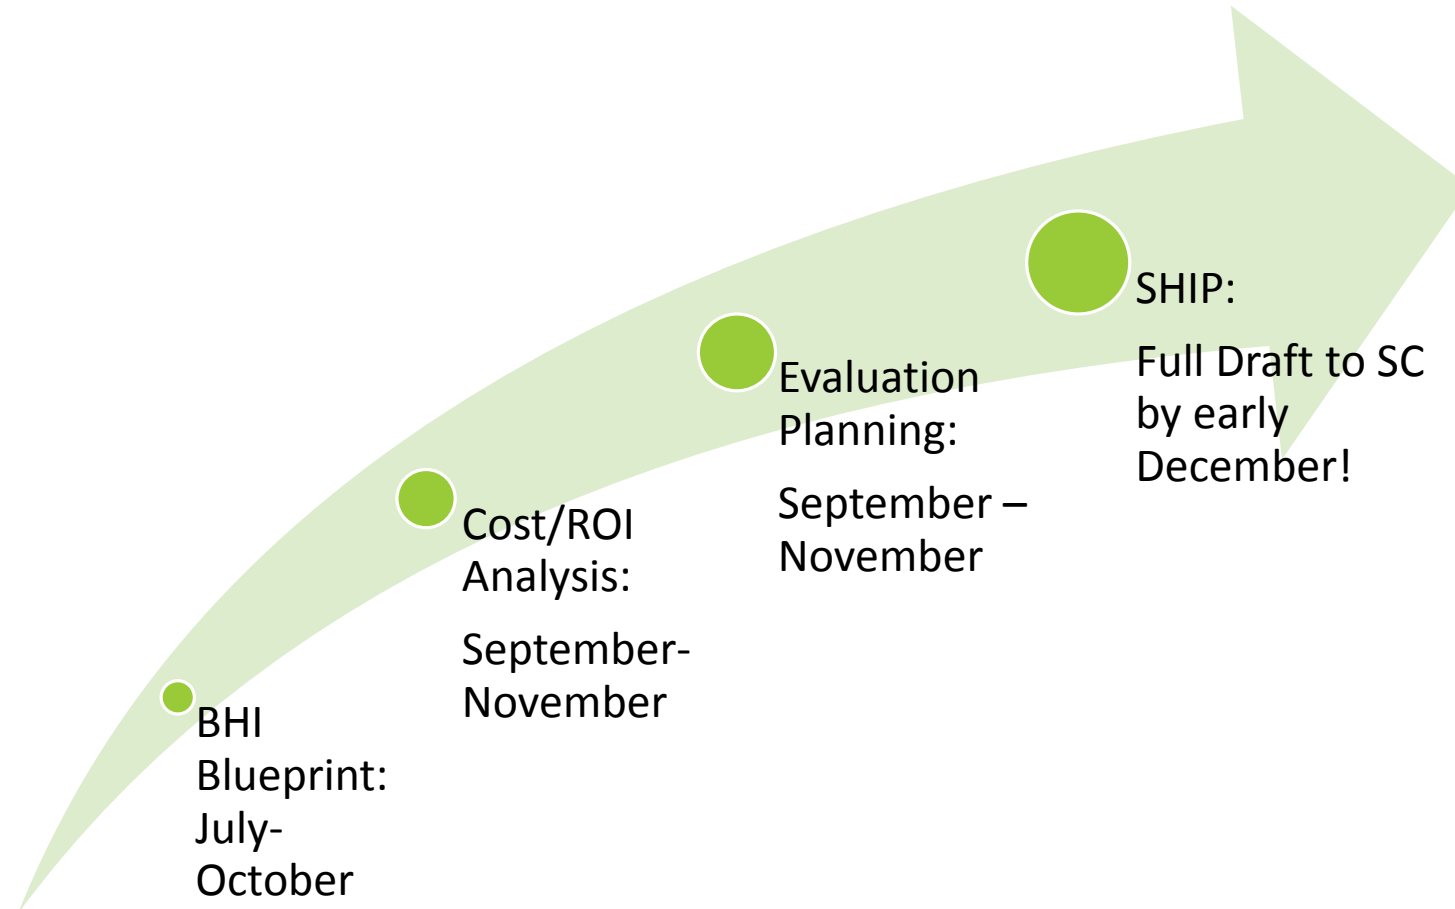 BHI
Blueprint:
July-
October
Cost/ROI
Analysis:
September-
November
Evaluation
Planning:
September –
November
SHIP:
Full Draft to SC
by early
December!